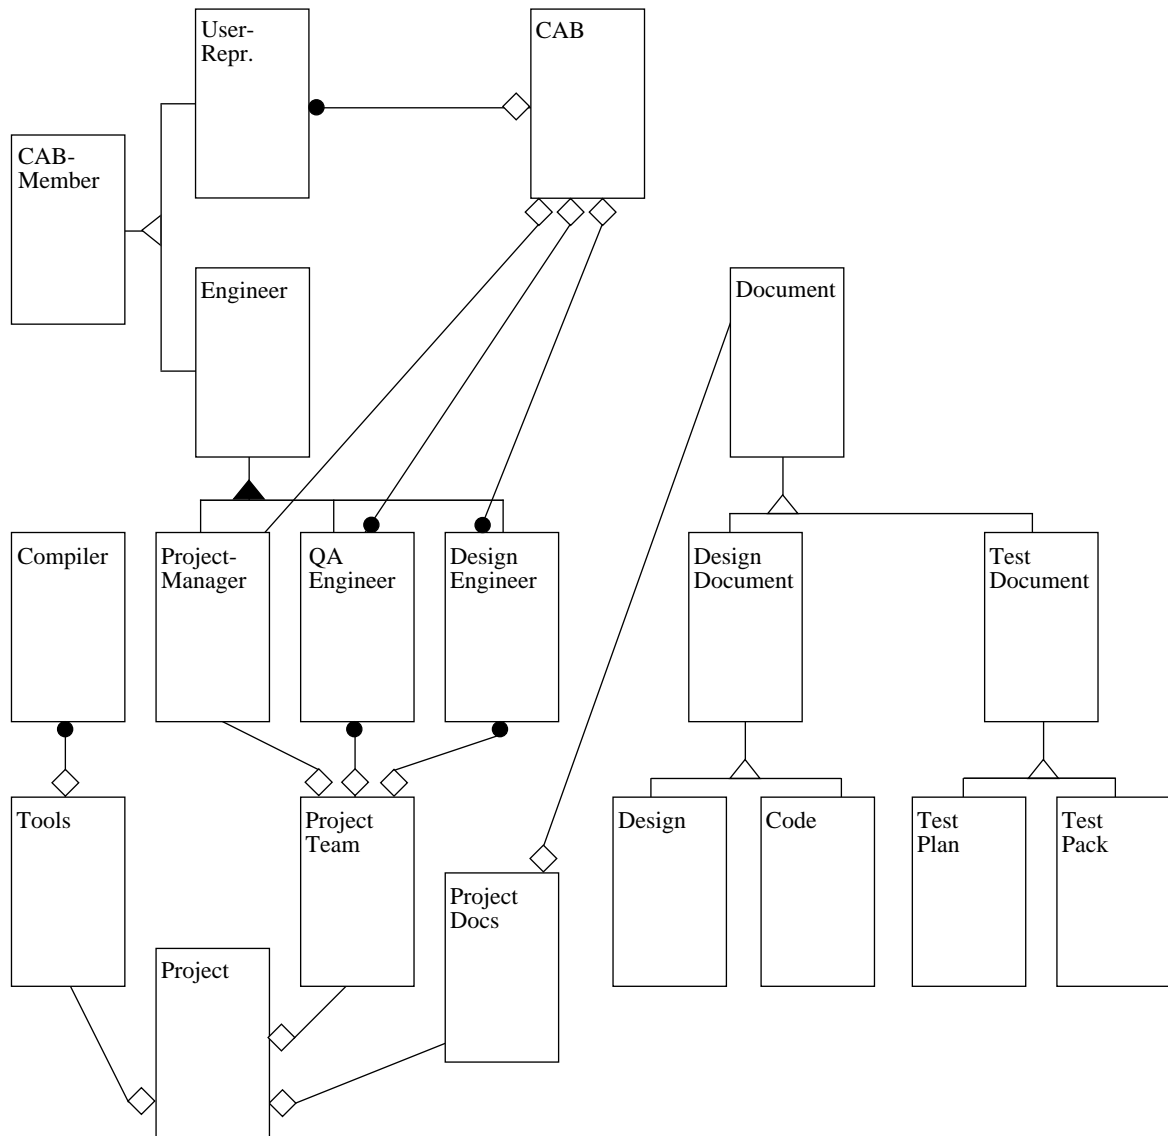 User-
Repr.
CAB
CAB-
Member
Engineer
Document
Compiler
Project-
Manager
QA
Engineer
Design
Engineer
Design
Document
Test
Document
Tools
Project
Team
Design
Code
Test
Plan
Test
Pack
Project
Docs
Project